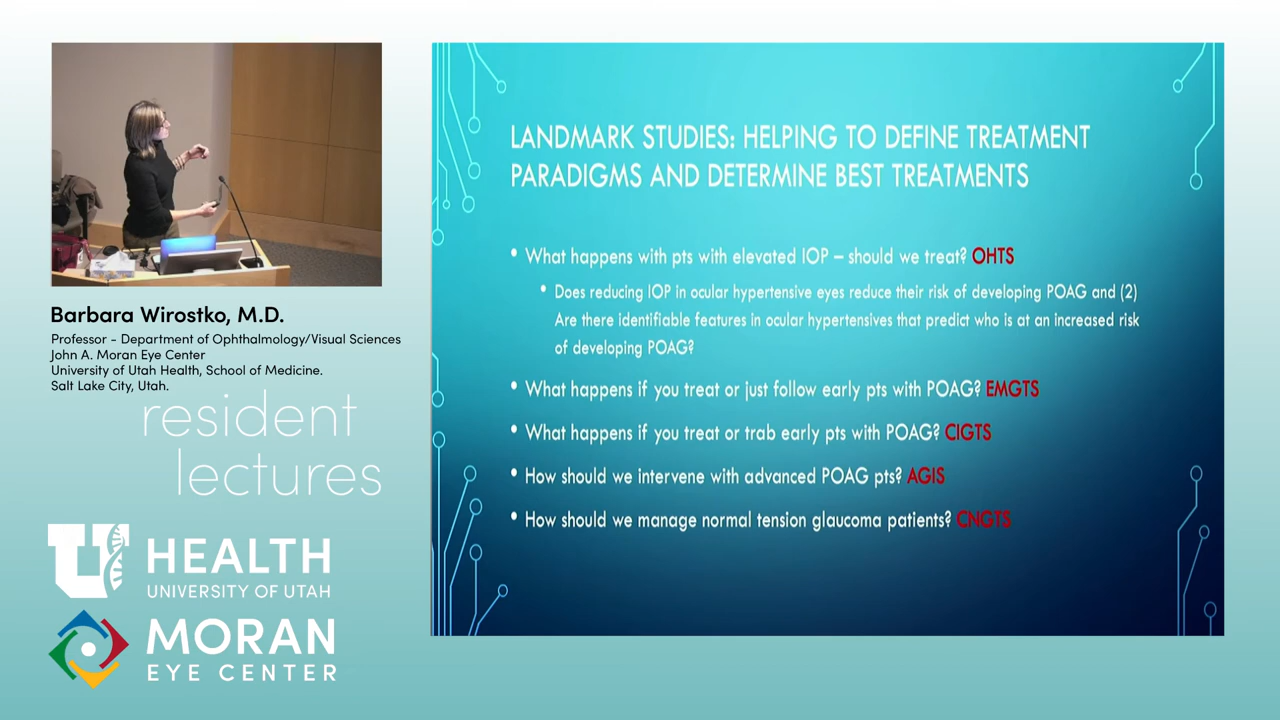 Barbara Wirostko, M.D.
Professor - Department of Ophthalmology/Visual Sciences
John A. Moran Eye Center
University of Utah Health, School of Medicine.
Salt Lake City, Utah.
resident
lectures
U HEALTH
UNIVERSITY OF UTAH
MORAN
EYE CENTER
LANDMARK STUDIES: HELPING TO DEFINE TREATMENT
PARADIGMS AND DETERMINE BEST TREATMENTS
• What happens with pts with elevated IOP – should we treat? OHTS
• Does reducing IOP in ocular hypertensive eyes reduce their risk of developing POAG and (2)
Are there identifiable features in ocular hypertensives that predict who is at an increased risk
of developing POAG?
• What happens if you treat or just follow early pts with POAG? EMGTS
• What happens if you treat or trab early pts with POAG? CIGTS
• How should we intervene with advanced POAG pts? AGIS
• How should we manage normal tension glaucoma patients? CNGTS